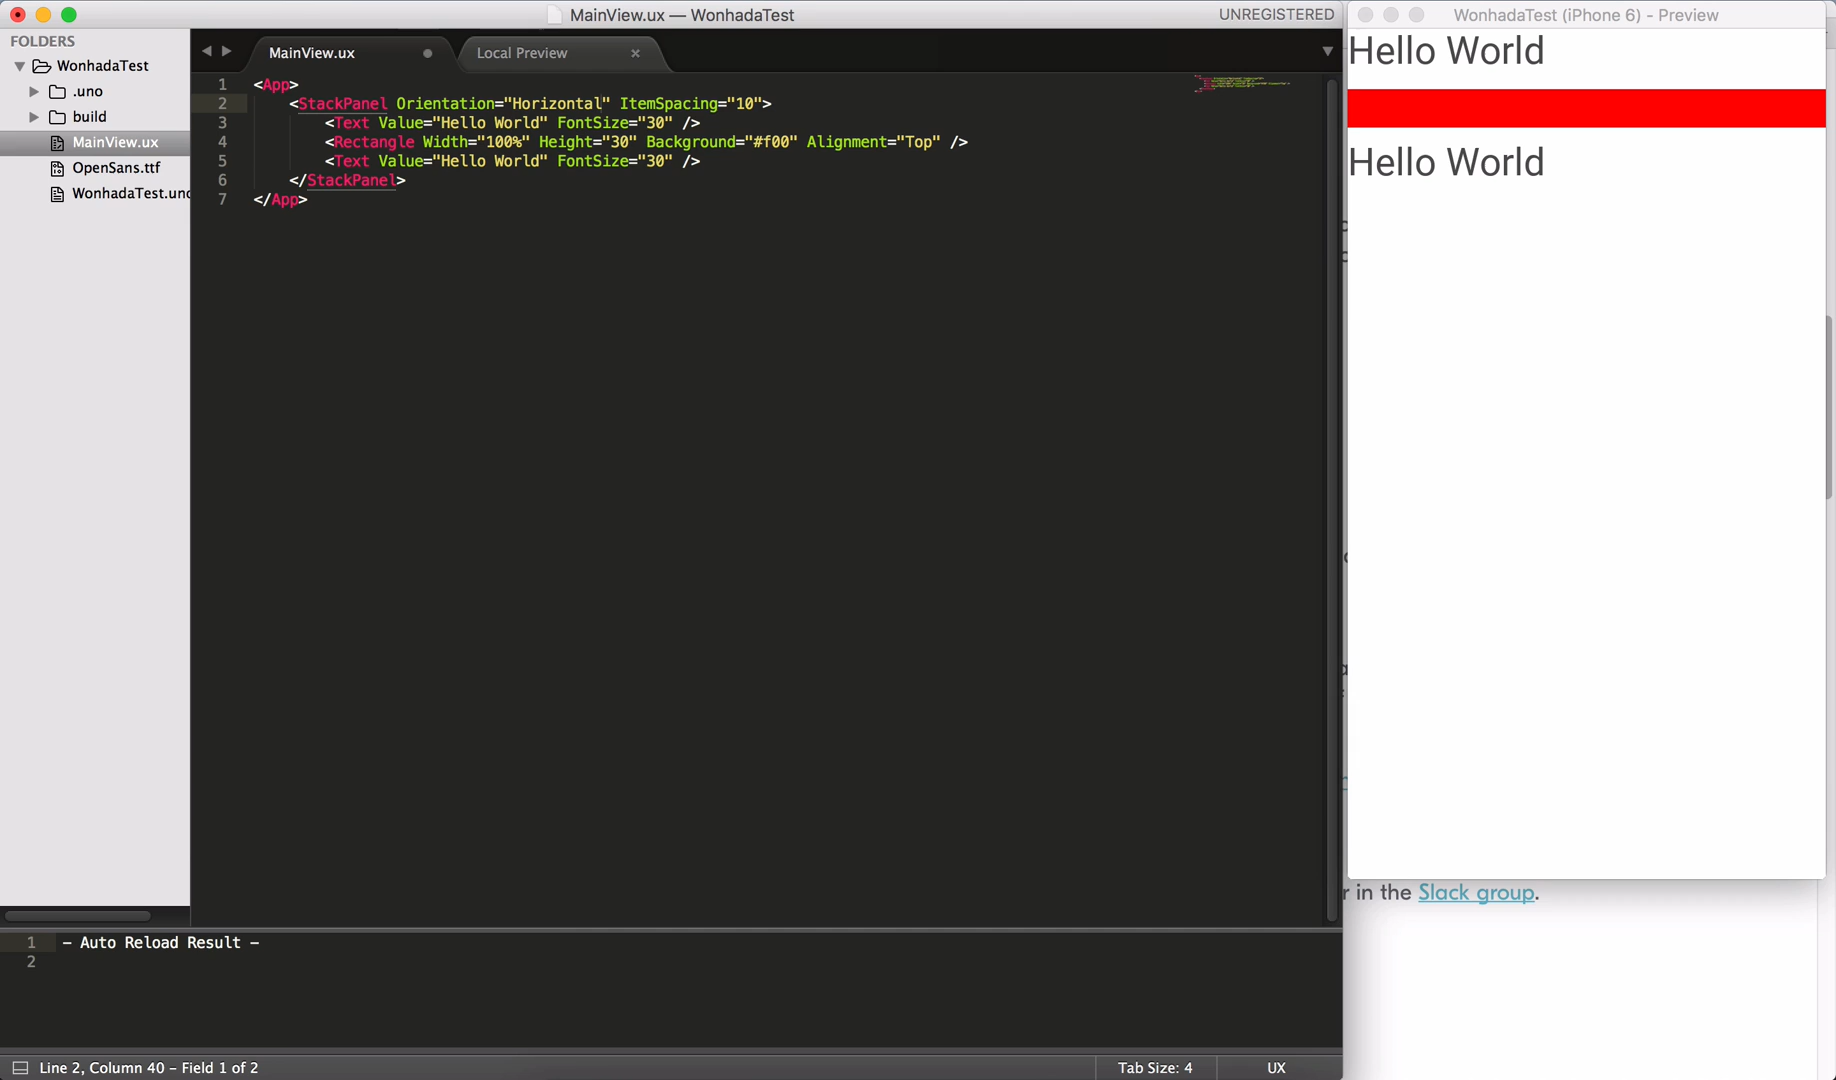 MainView.ux — WonhadaTest
UNREGISTERED
WonhadaTest (iPhone 6) - Preview
FOLDERS
WonhadaTest
.uno
build
MainView.ux
OpenSans.ttf
WonhadaTest.uno
MainView.ux
Local Preview
1 <App>
2 <StackPanel Orientation="Horizontal" ItemSpacing="10">
3 <Text Value="Hello World" FontSize="30" />
4 <Rectangle Width="100%" Height="30" Background="#f00" Alignment="Top" />
5 <Text Value="Hello World" FontSize="30" />
6 </StackPanel>
7 </App>
Hello World
Hello World
r in the Slack group.
1 - Auto Reload Result -
2
Line 2, Column 40 - Field 1 of 2
Tab Size: 4
UX